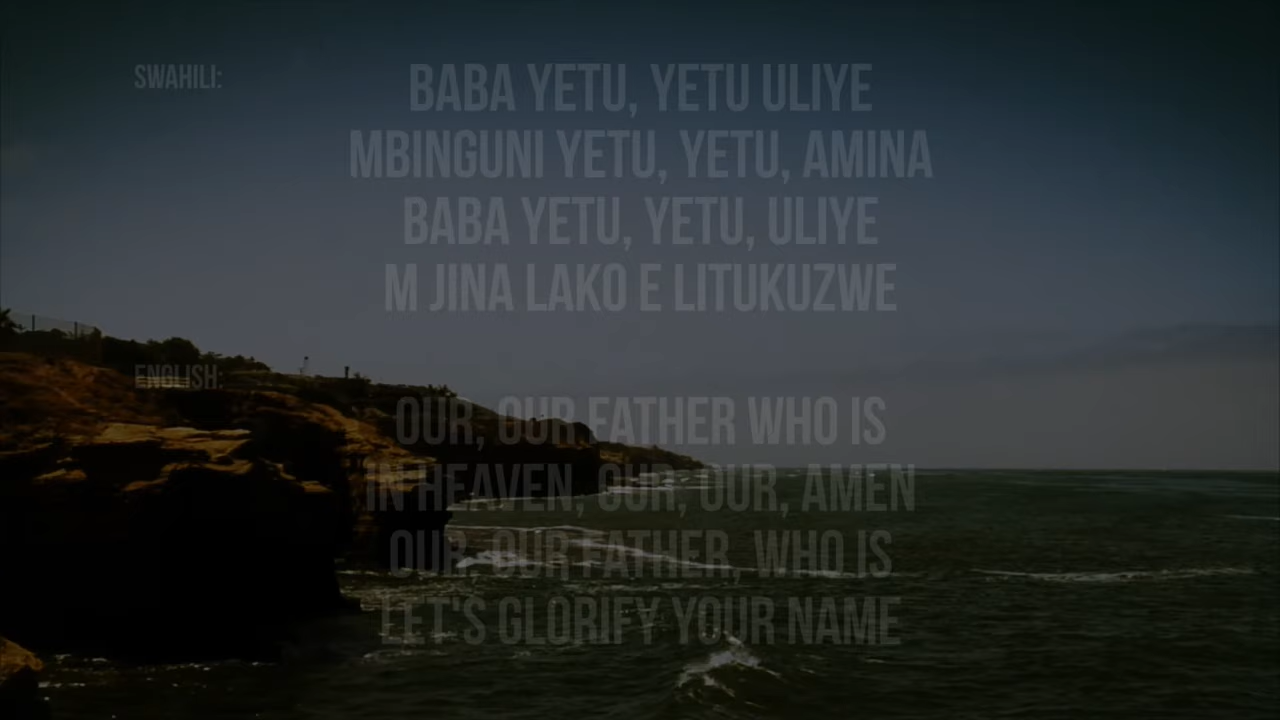 SWAHILI:
BABA YETU, YETU ULIYE
MBINGUNI YETU, YETU, AMINA
BABA YETU, YETU, ULIYE
M JINA LAKO E LITUKUZWE
ENGLISH:
OUR, OUR FATHER WHO IS
IN HEAVEN, OUR, OUR, AMEN
OUR, OUR FATHER, WHO IS
LET'S GLORIFY YOUR NAME